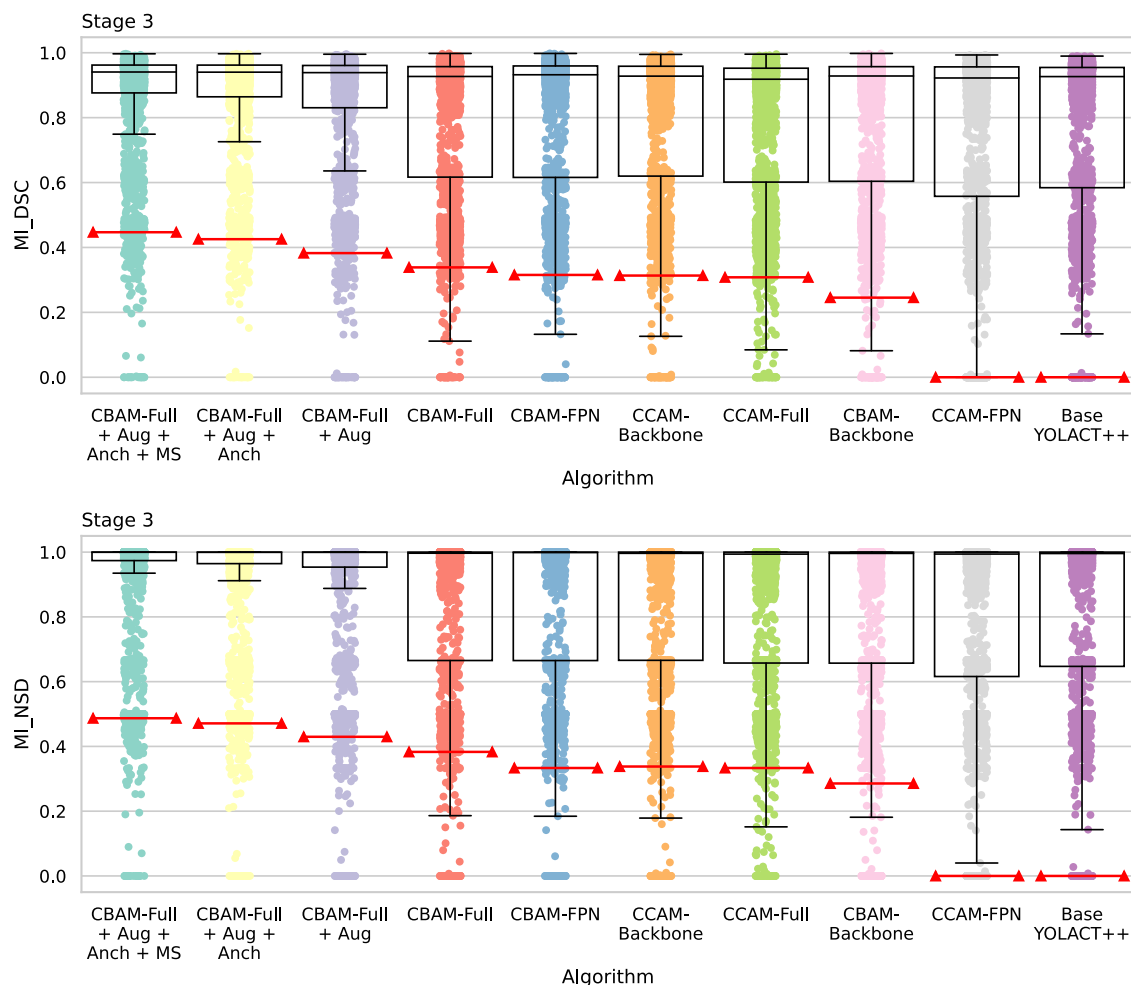 Stage 3
1.0
0.8
0.6
0.4
0.2
0.0
MI_DSC
CBAM-Full
+ Aug +
Anch + MS
CBAM-Full
+ Aug +
Anch
CBAM-Full
+ Aug
CBAM-Full
CBAM-FPN
CCAM-
Backbone
CCAM-Full
CBAM-
Backbone
CCAM-FPN
Base
YOLACT++
Algorithm
Stage 3
1.0
0.8
0.6
0.4
0.2
0.0
MI_NSD
CBAM-Full
+ Aug +
Anch + MS
CBAM-Full
+ Aug +
Anch
CBAM-Full
+ Aug
CBAM-Full
CBAM-FPN
CCAM-
Backbone
CCAM-Full
CBAM-
Backbone
CCAM-FPN
Base
YOLACT++
Algorithm